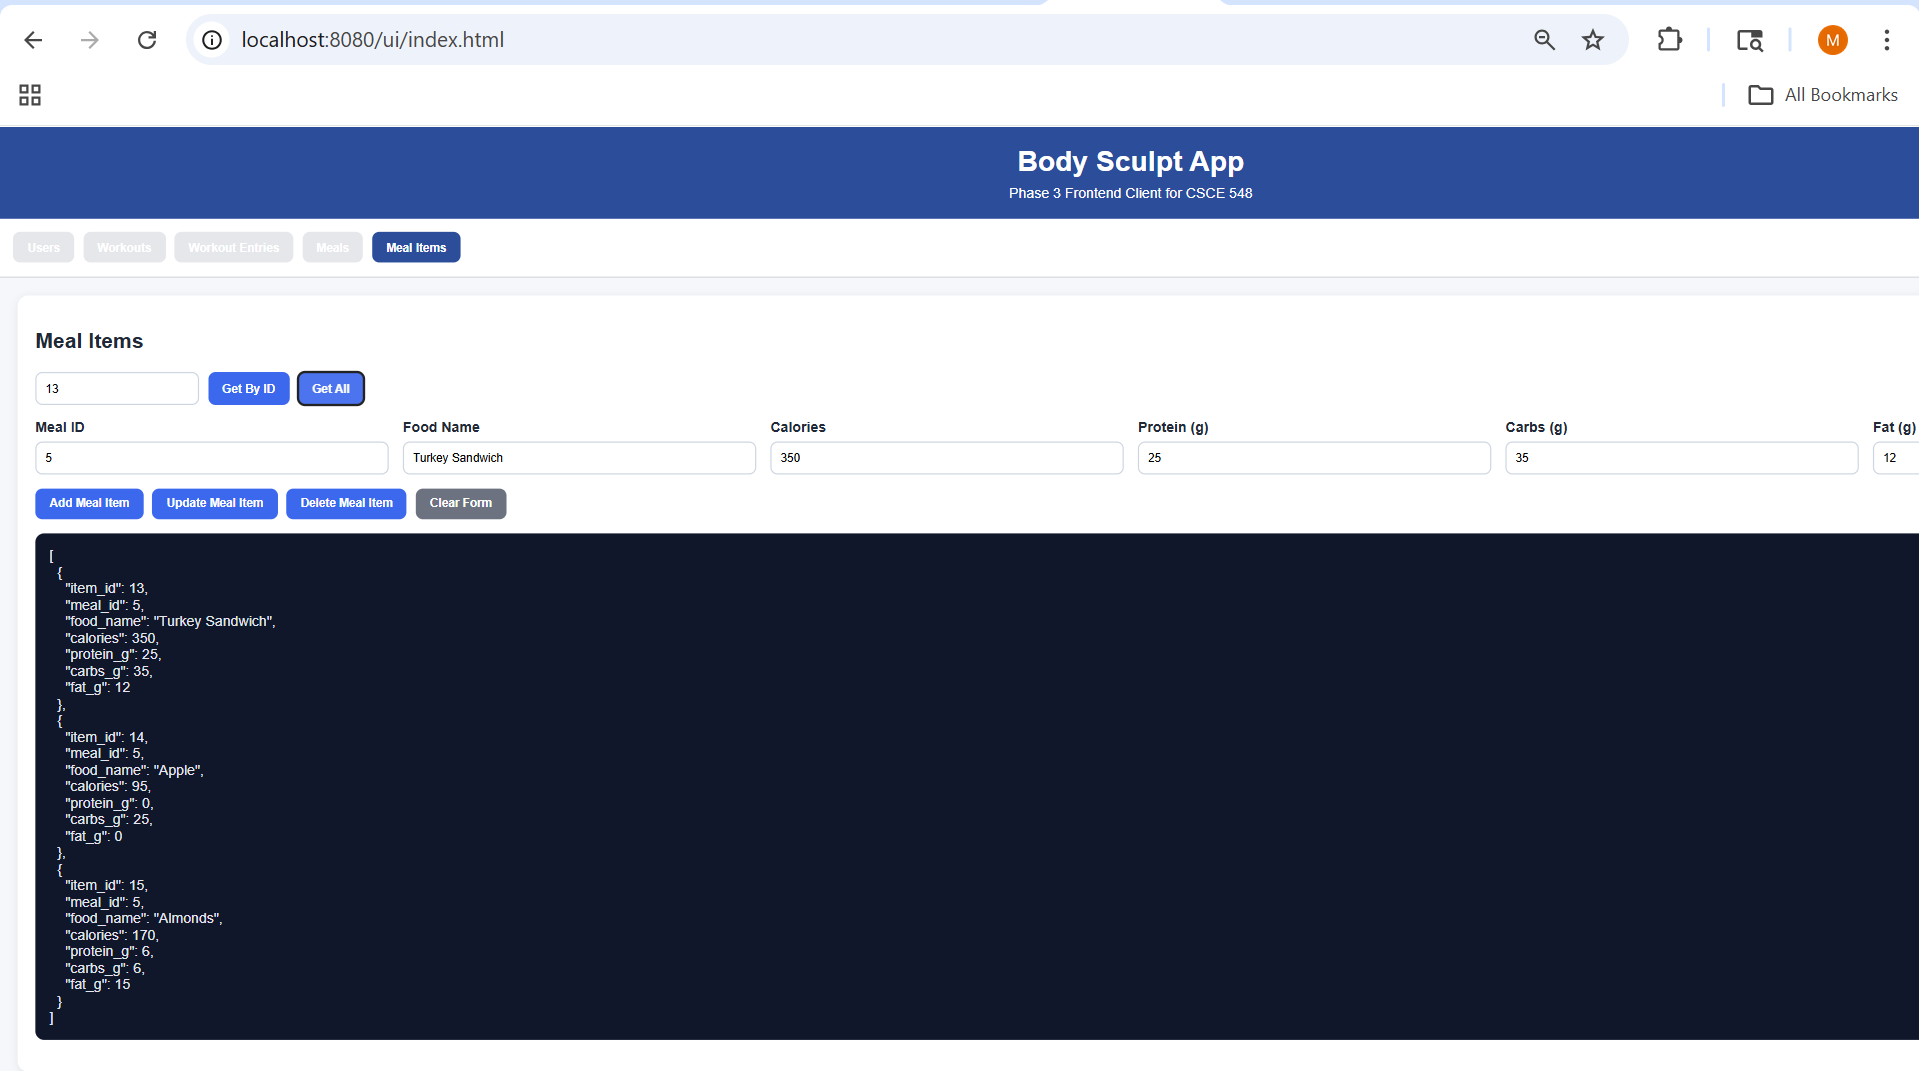 localhost:8080/ui/index.html
M
All Bookmarks
Body Sculpt App
Phase 3 Frontend Client for CSCE 548
Users Workouts Workout Entries Meals Meal Items
Meal Items
13 Get By ID Get All
Meal ID Food Name Calories Protein (g) Carbs (g) Fat (g)
5 Turkey Sandwich 350 25 35 12
Add Meal Item Update Meal Item Delete Meal Item Clear Form
[
{
"item_id": 13,
"meal_id": 5,
"food_name": "Turkey Sandwich",
"calories": 350,
"protein_g": 25,
"carbs_g": 35,
"fat_g": 12
},
{
"item_id": 14,
"meal_id": 5,
"food_name": "Apple",
"calories": 95,
"protein_g": 0,
"carbs_g": 25,
"fat_g": 0
},
{
"item_id": 15,
"meal_id": 5,
"food_name": "Almonds",
"calories": 170,
"protein_g": 6,
"carbs_g": 6,
"fat_g": 15
}
]